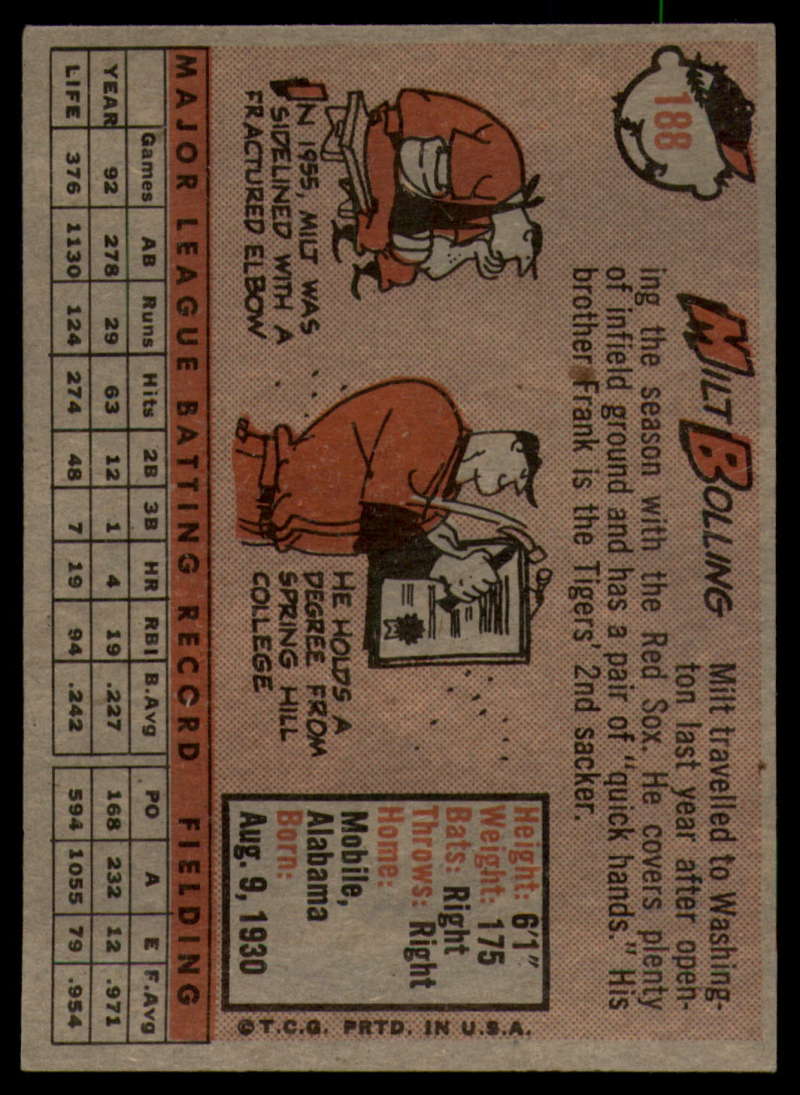 188
MILT BOLLING
Milt travelled to Washing-
ton last year after open-
ing the season with the Red Sox. He covers plenty
of infield ground and has a pair of "quick hands." His
brother Frank is the Tigers' 2nd sacker.
IN 1955, MILT WAS
SIDELINED WITH A
FRACTURED ELBOW
HE HOLDS A
DEGREE FROM
SPRING HILL
COLLEGE
Height: 6'1"
Weight: 175
Bats: Right
Throws: Right
Home:
Mobile,
Alabama
Born:
Aug. 9, 1930
© T.C.G. PRTD. IN U.S.A.
MAJOR LEAGUE BATTING RECORD FIELDING
Games AB Runs Hits 2B 3B HR RBI B.Avg PO A E F.Avg
YEAR 92 278 29 63 12 1 4 19 .227 168 232 12 .971
LIFE 376 1130 124 274 48 7 19 94 .242 594 1055 79 .954